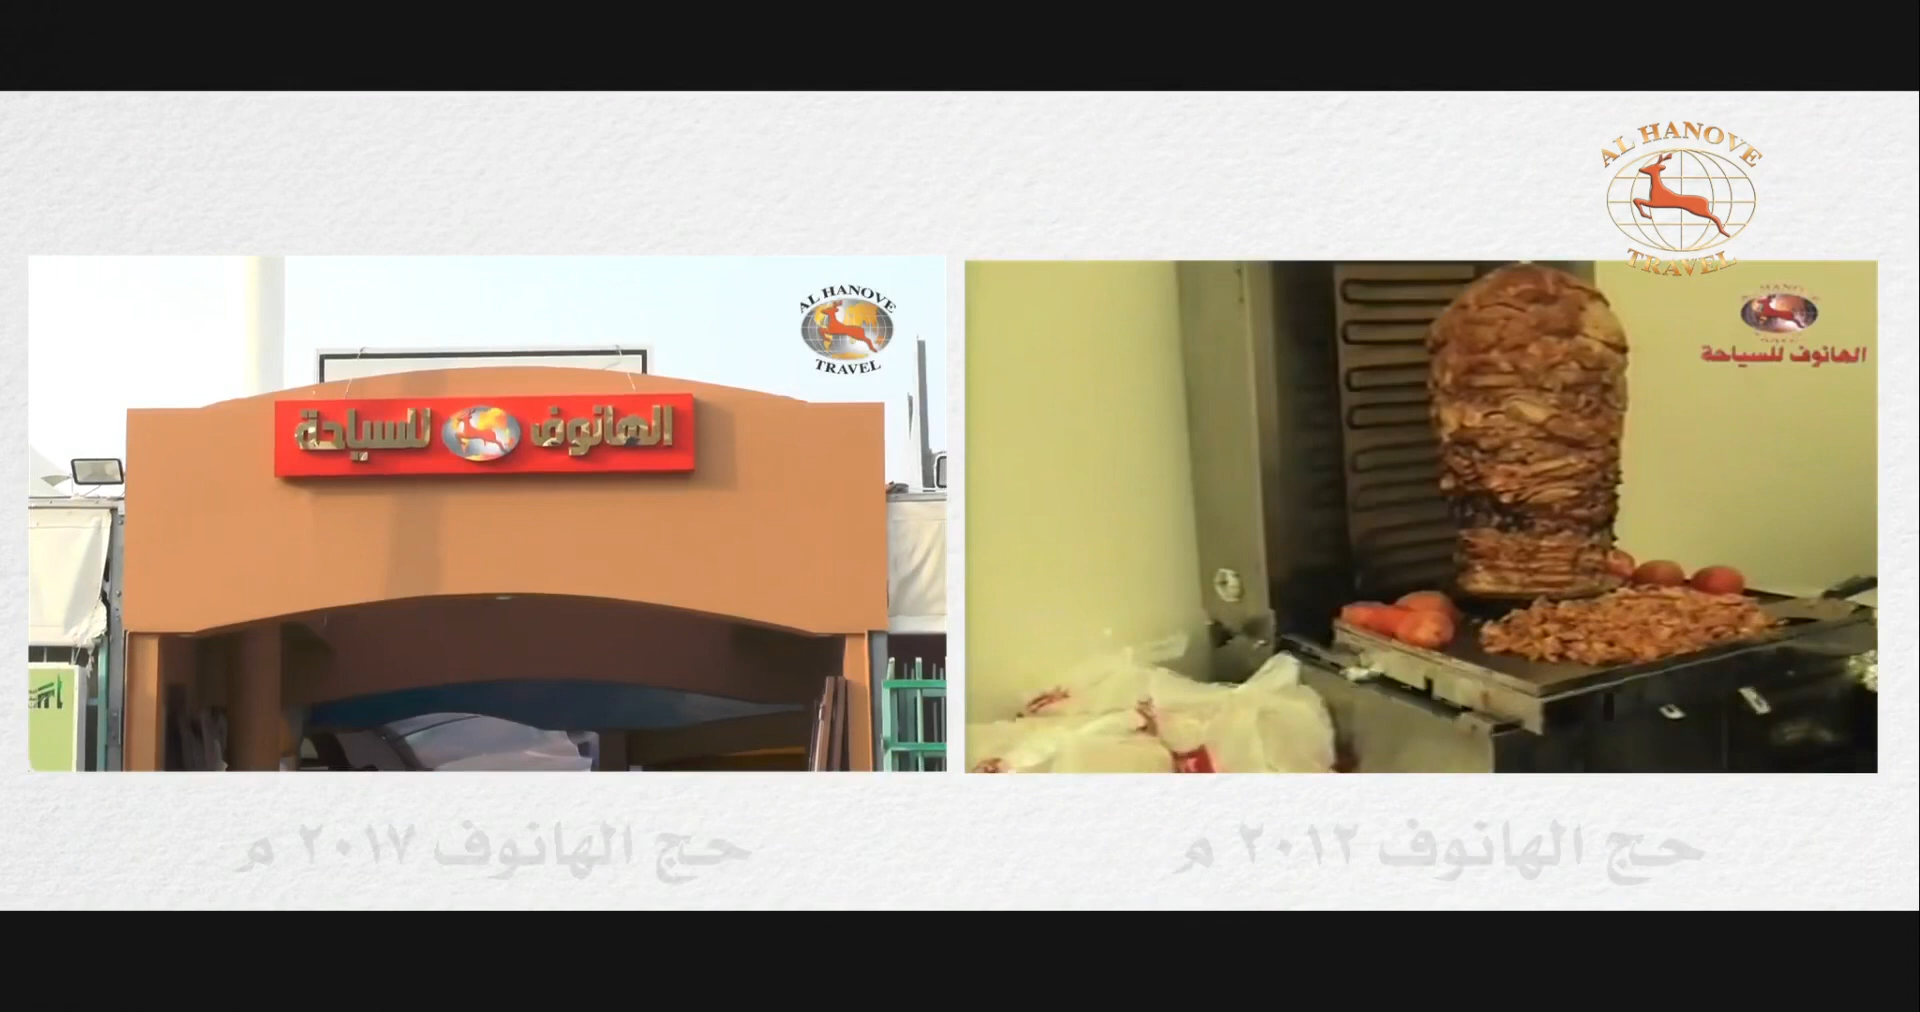 AL HANOVE
TRAVEL
AL HANOVE
TRAVEL
الهانوف للسياحة
الهانوف للسياحة
حج الهانوف ٢٠١٧ م
حج الهانوف ٢٠١٢ م